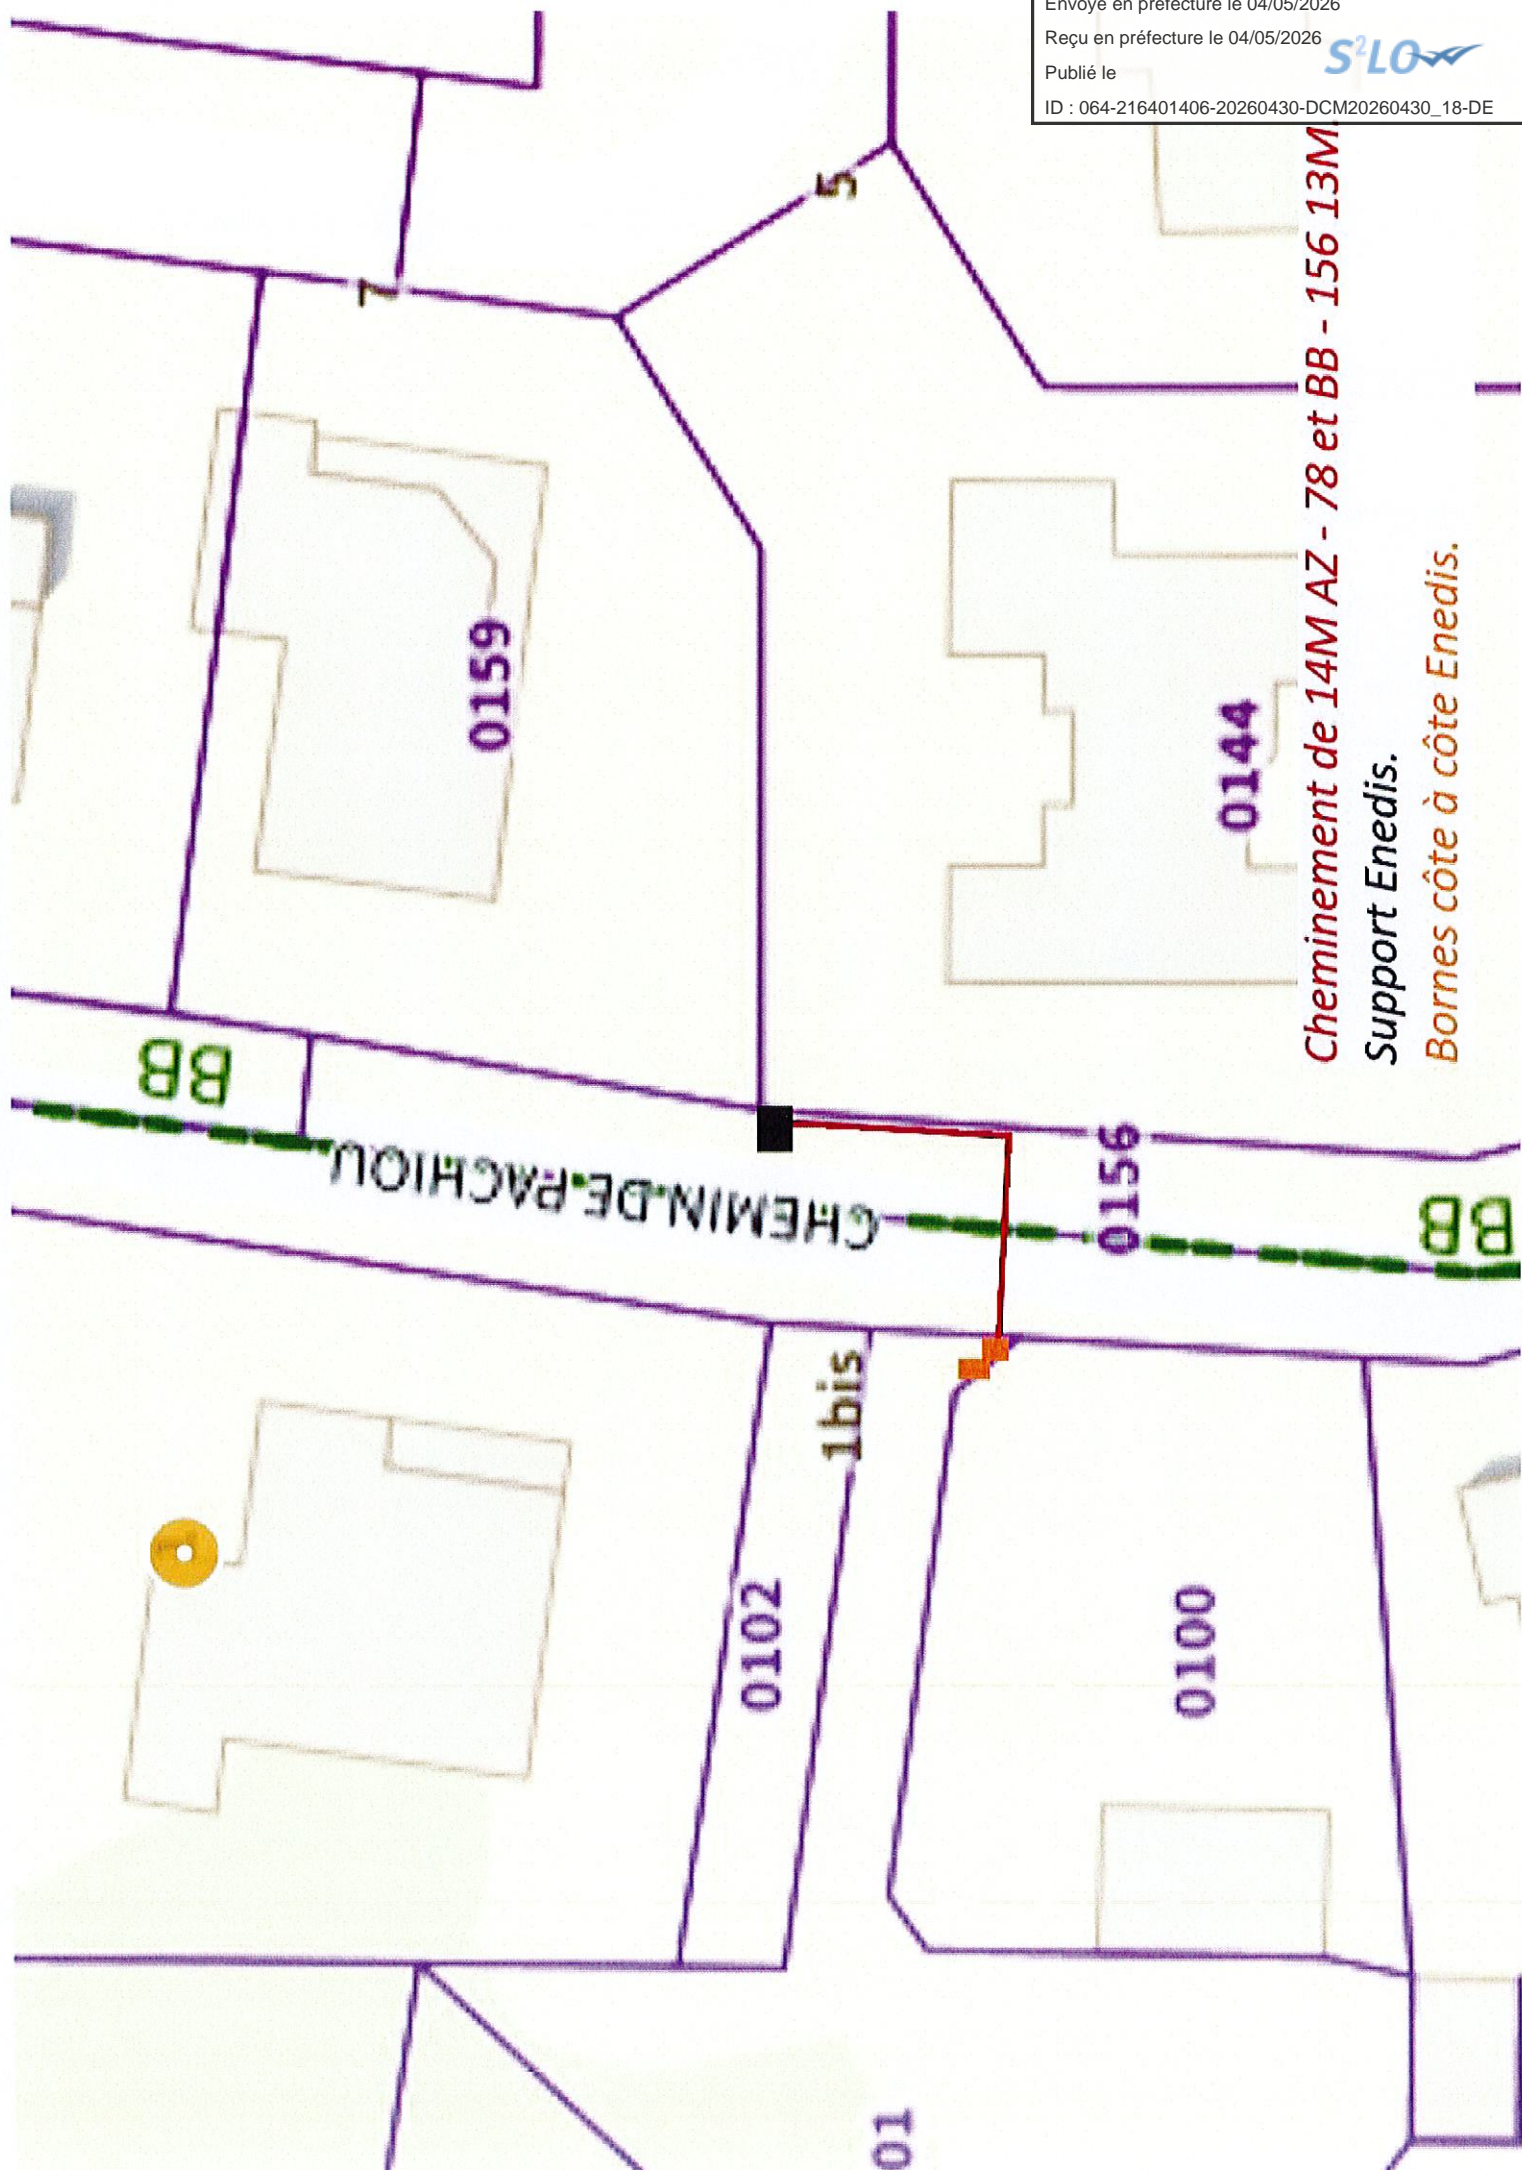 Envoyé en préfecture le 04/05/2026
Reçu en préfecture le 04/05/2026
S²LO
Publié le
ID : 064-216401406-20260430-DCM20260430_18-DE
5
7
0159
0144
Cheminement de 14M AZ - 78 et BB - 156 13M.
Support Enedis.
Bornes côte à côte Enedis.
BB
CHEMIN DE PACHIOU
0156
BB
1bis
0102
0100
01